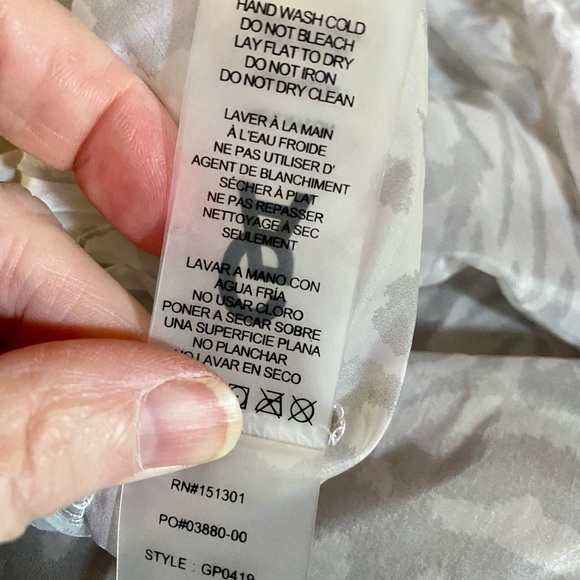 HAND WASH COLD
DO NOT BLEACH
LAY FLAT TO DRY
DO NOT IRON
DO NOT DRY CLEAN
LAVER À LA MAIN
À L'EAU FROIDE
NE PAS UTILISER D'
AGENT DE BLANCHIMENT
SÉCHER À PLAT
NE PAS REPASSER
NETTOYAGE À SEC
SEULEMENT
LAVAR A MANO CON
AGUA FRÍA
NO USAR CLORO
PONER A SECAR SOBRE
UNA SUPERFICIE PLANA
NO PLANCHAR
NO LAVAR EN SECO
RN#151301
PO#03880-00
STYLE : GP0419